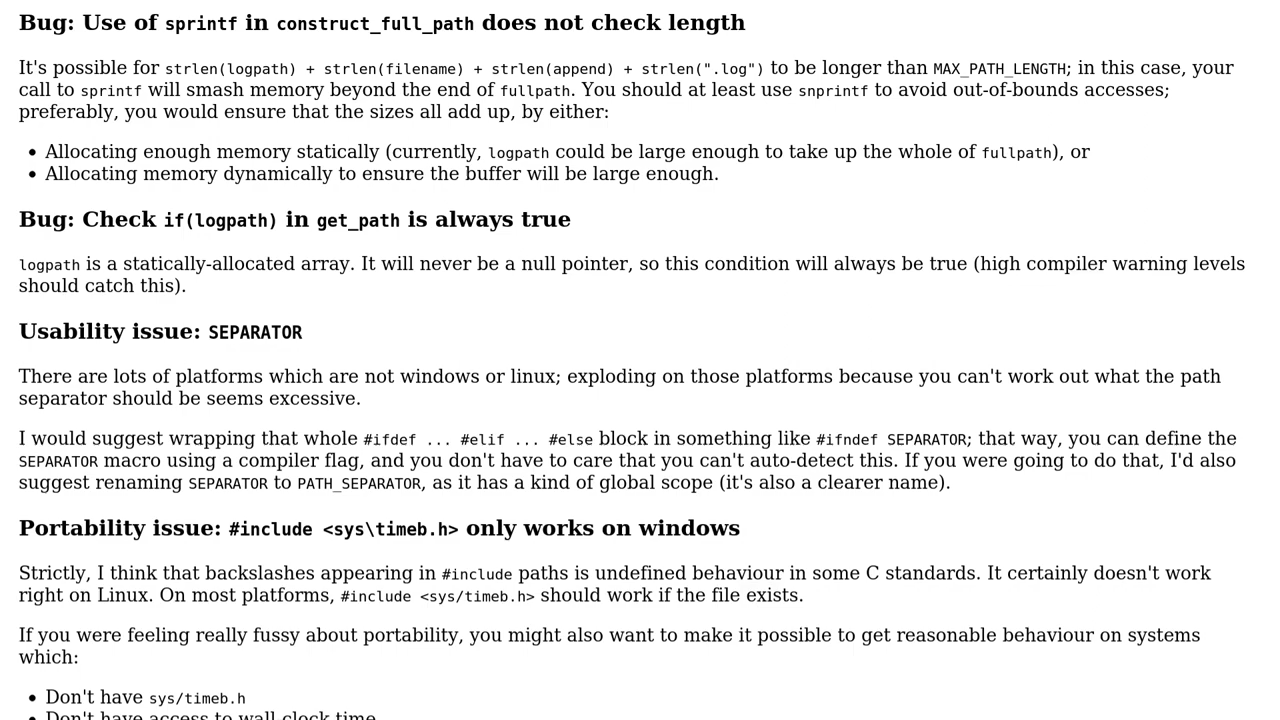 Bug: Use of sprintf in construct_full_path does not check length
It's possible for strlen(logpath) + strlen(filename) + strlen(append) + strlen(".log") to be longer than MAX_PATH_LENGTH; in this case, your
call to sprintf will smash memory beyond the end of fullpath. You should at least use snprintf to avoid out-of-bounds accesses;
preferably, you would ensure that the sizes all add up, by either:
• Allocating enough memory statically (currently, logpath could be large enough to take up the whole of fullpath), or
• Allocating memory dynamically to ensure the buffer will be large enough.
Bug: Check if(logpath) in get_path is always true
logpath is a statically-allocated array. It will never be a null pointer, so this condition will always be true (high compiler warning levels
should catch this).
Usability issue: SEPARATOR
There are lots of platforms which are not windows or linux; exploding on those platforms because you can't work out what the path
separator should be seems excessive.
I would suggest wrapping that whole #ifdef ... #elif ... #else block in something like #ifndef SEPARATOR; that way, you can define the
SEPARATOR macro using a compiler flag, and you don't have to care that you can't auto-detect this. If you were going to do that, I'd also
suggest renaming SEPARATOR to PATH_SEPARATOR, as it has a kind of global scope (it's also a clearer name).
Portability issue: #include <sys\timeb.h> only works on windows
Strictly, I think that backslashes appearing in #include paths is undefined behaviour in some C standards. It certainly doesn't work
right on Linux. On most platforms, #include <sys/timeb.h> should work if the file exists.
If you were feeling really fussy about portability, you might also want to make it possible to get reasonable behaviour on systems
which:
• Don't have sys/timeb.h
• Don't have access to wall clock time